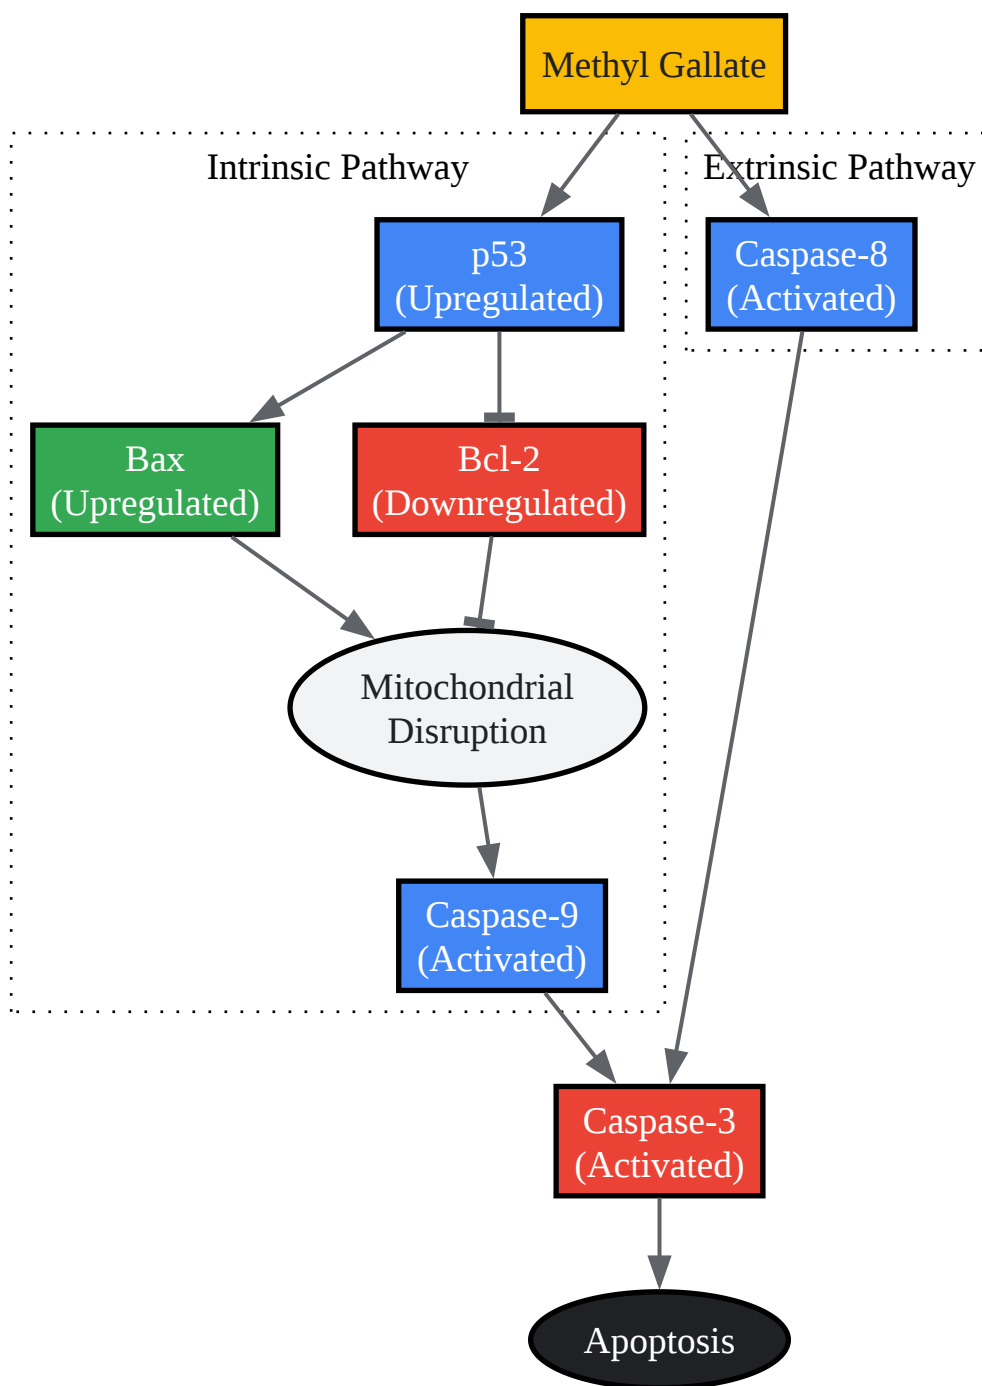 Methyl Gallate
Intrinsic Pathway
Extrinsic Pathway
p53
(Upregulated)
Caspase-8
(Activated)
Bax
(Upregulated)
Bcl-2
(Downregulated)
Mitochondrial
Disruption
Caspase-9
(Activated)
Caspase-3
(Activated)
Apoptosis